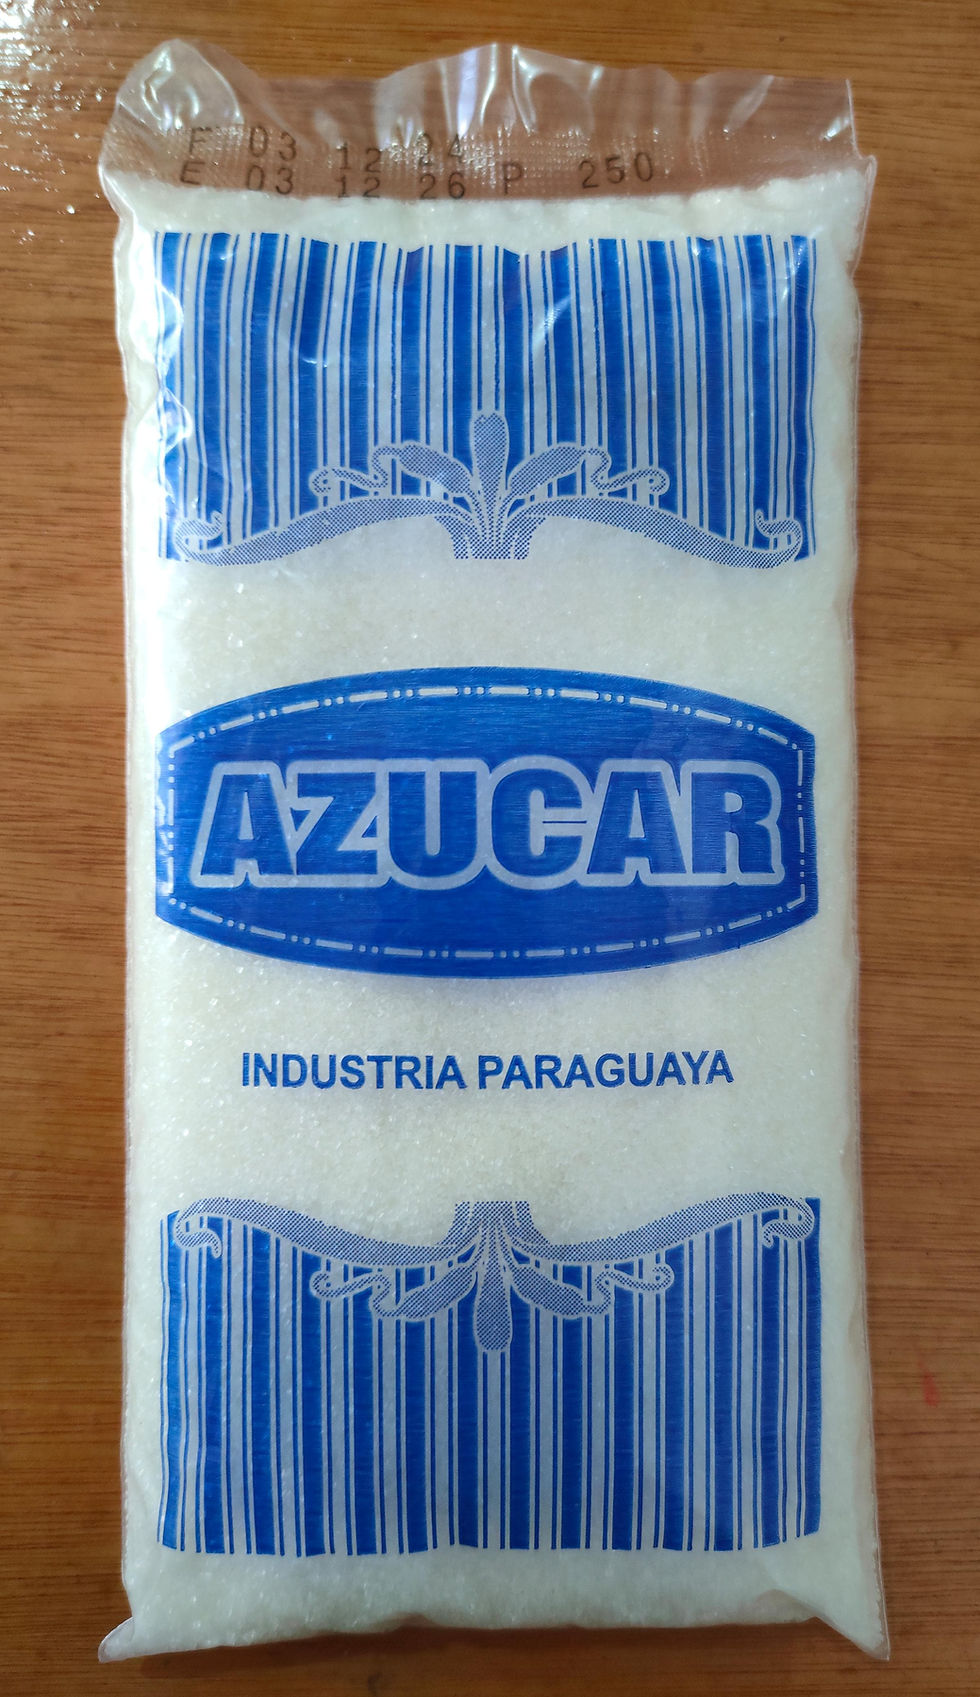 F 03 12 24
E 03 12 26 P 250
AZUCAR
INDUSTRIA PARAGUAYA